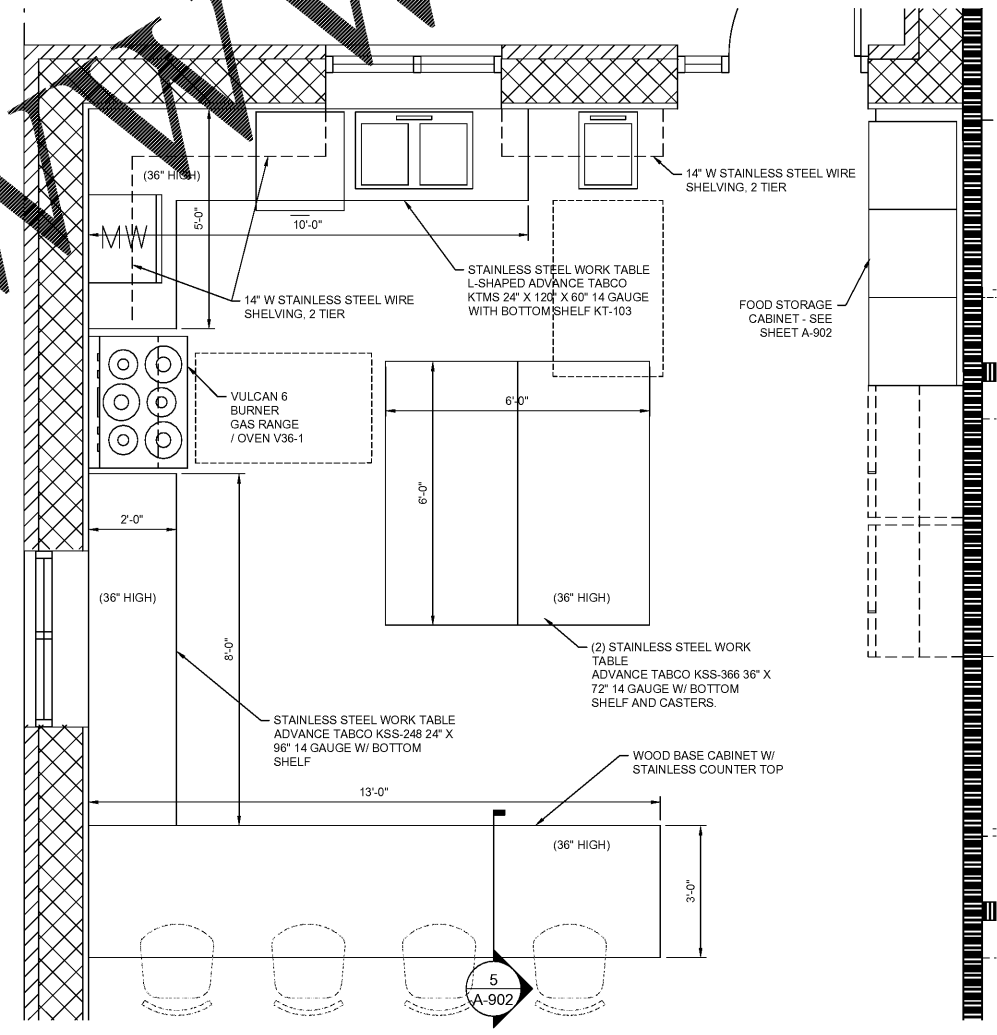 WWW
(36" HIGH)
14" W STAINLESS STEEL WIRE
SHELVING, 2 TIER
5'-0"
10'-0"
MW
STAINLESS STEEL WORK TABLE
L-SHAPED ADVANCE TABCO
KTMS 24" X 120" X 60" 14 GAUGE
WITH BOTTOM SHELF KT-103
14" W STAINLESS STEEL WIRE
SHELVING, 2 TIER
FOOD STORAGE
CABINET - SEE
SHEET A-902
VULCAN 6
BURNER
GAS RANGE
/ OVEN V36-1
6'-0"
6'-0"
2'-0"
(36" HIGH)
(36" HIGH)
8'-0"
(2) STAINLESS STEEL WORK
TABLE
ADVANCE TABCO KSS-366 36" X
72" 14 GAUGE W/ BOTTOM
SHELF AND CASTERS.
STAINLESS STEEL WORK TABLE
ADVANCE TABCO KSS-248 24" X
96" 14 GAUGE W/ BOTTOM
SHELF
WOOD BASE CABINET W/
STAINLESS COUNTER TOP
13'-0"
(36" HIGH)
3'-0"
5
A-902